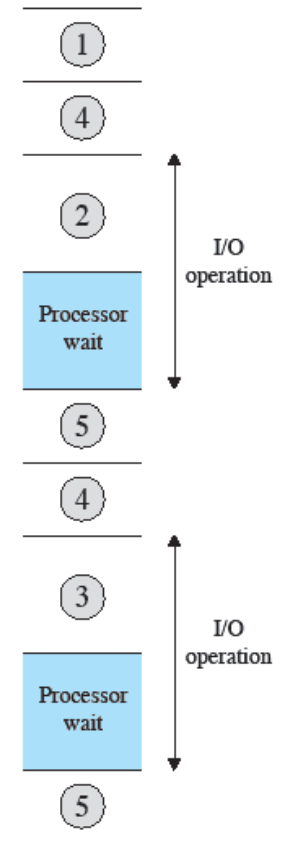 1
4
2
I/O
operation
Processor
wait
5
4
3
I/O
operation
Processor
wait
5